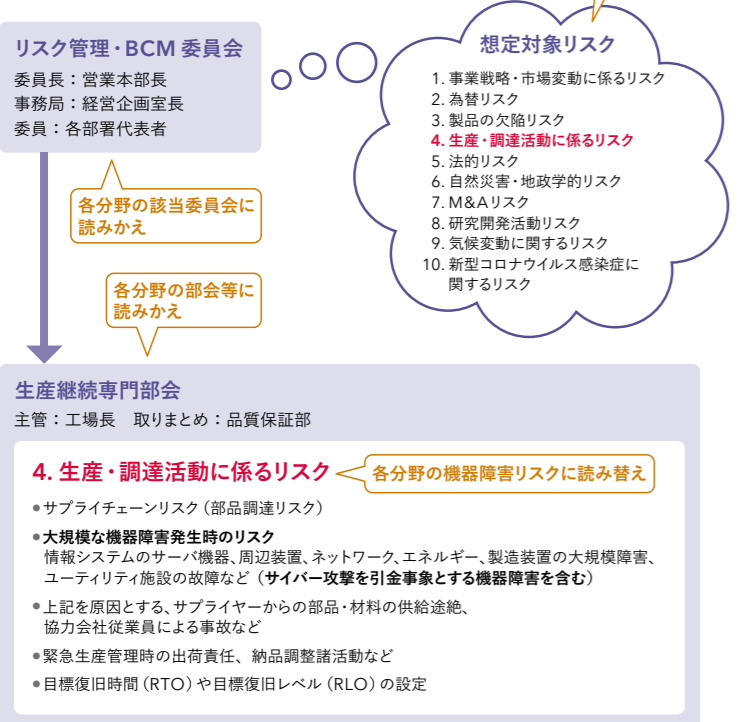 リスク管理・BCM 委員会
委員長：営業本部長
事務局：経営企画室長
委員：各部署代表者
想定対象リスク
1. 事業戦略・市場変動に係るリスク
2. 為替リスク
3. 製品の欠陥リスク
4. 生産・調達活動に係るリスク
5. 法的リスク
6. 自然災害・地政学的リスク
7. M&Aリスク
8. 研究開発活動リスク
9. 気候変動に関するリスク
10. 新型コロナウイルス感染症に
関するリスク
各分野の該当委員会に
読みかえ
各分野の部会等に
読みかえ
生産継続専門部会
主管：工場長　取りまとめ：品質保証部
4. 生産・調達活動に係るリスク
各分野の機器障害リスクに読み替え
●サプライチェーンリスク（部品調達リスク）
●大規模な機器障害発生時のリスク
情報システムのサーバ機器、周辺装置、ネットワーク、エネルギー、製造装置の大規模障害、
ユーティリティ施設の故障など（サイバー攻撃を引金事象とする機器障害を含む）
●上記を原因とする、サプライヤーからの部品・材料の供給途絶、
協力会社従業員による事故など
●緊急生産管理時の出荷責任、納品調整諸活動など
●目標復旧時間（RTO）や目標復旧レベル（RLO）の設定